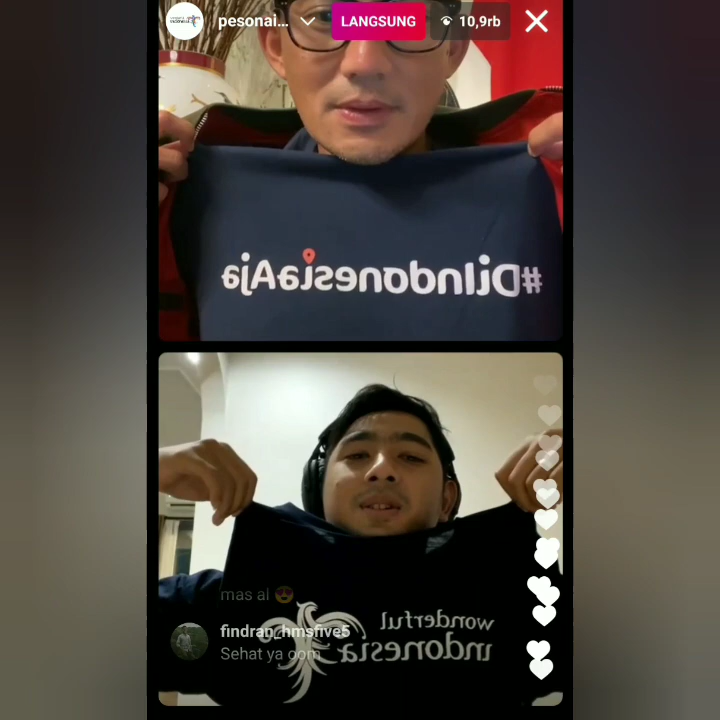 pesonai...
LANGSUNG
10,9rb
#DiIndonesiaAja
mas al 😍
findran_hmsfive5
Sehat ya oom
wonderful
indonesia